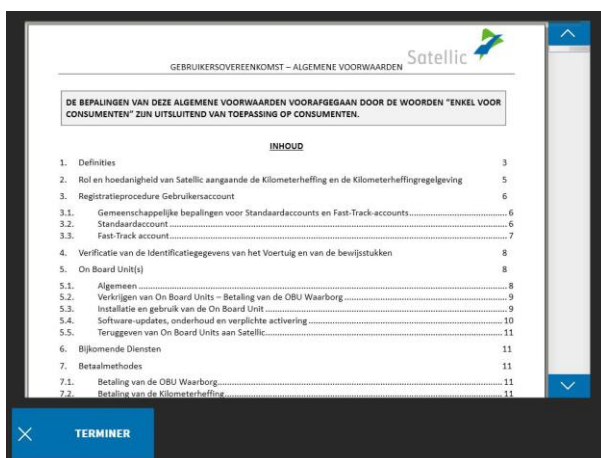 Satellic
GEBRUIKERSOVEREENKOMST – ALGEMENE VOORWAARDEN
DE BEPALINGEN VAN DEZE ALGEMENE VOORWAARDEN VOORAFGEGAAN DOOR DE WOORDEN "ENKEL VOOR
CONSUMENTEN" ZIJN UITSLUITEND VAN TOEPASSING OP CONSUMENTEN.
INHOUD
1. Definities 3
2. Rol en hoedanigheid van Satellic aangaande de Kilometerheffing en de Kilometerheffingregelgeving 5
3. Registratieprocedure Gebruikersaccount 6
3.1. Gemeenschappelijke bepalingen voor Standaardaccounts en Fast-Track-accounts 6
3.2. Standaardaccount 6
3.3. Fast-Track account 7
4. Verificatie van de Identificatiegegevens van het Voertuig en van de bewijsstukken 8
5. On Board Unit(s) 8
5.1. Algemeen 8
5.2. Verkrijgen van On Board Units – Betaling van de OBU Waarborg 9
5.3. Installatie en gebruik van de On Board Unit 9
5.4. Software-updates, onderhoud en verplichte activering 10
5.5. Teruggeven van On Board Units aan Satellic 11
6. Bijkomende Diensten 11
7. Betaalmethodes 11
7.1. Betaling van de OBU Waarborg 11
7.2. Betaling van de Kilometerheffing 11
TERMINER